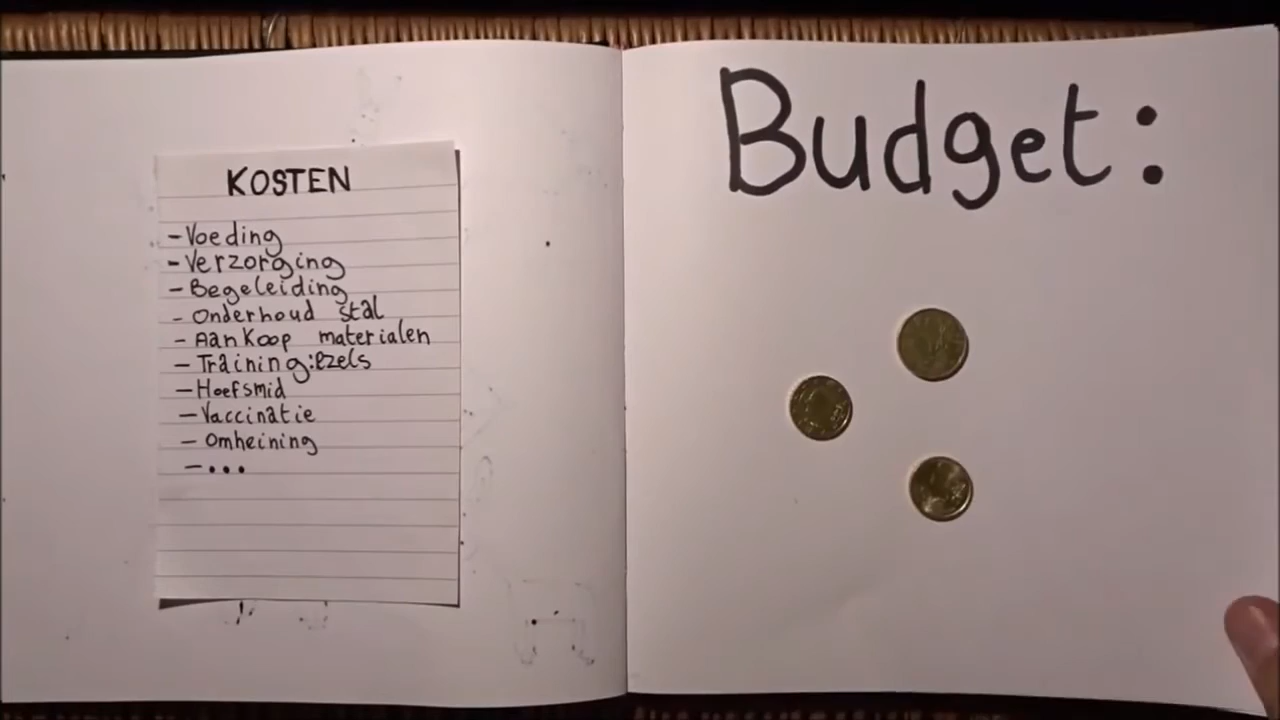 KOSTEN
- Voeding
- Verzorging
- Begeleiding
- Onderhoud stal
- Aankoop materialen
- Training:Ezels
- Hoefsmid
- Vaccinatie
- Omheining
- ...
Budget: